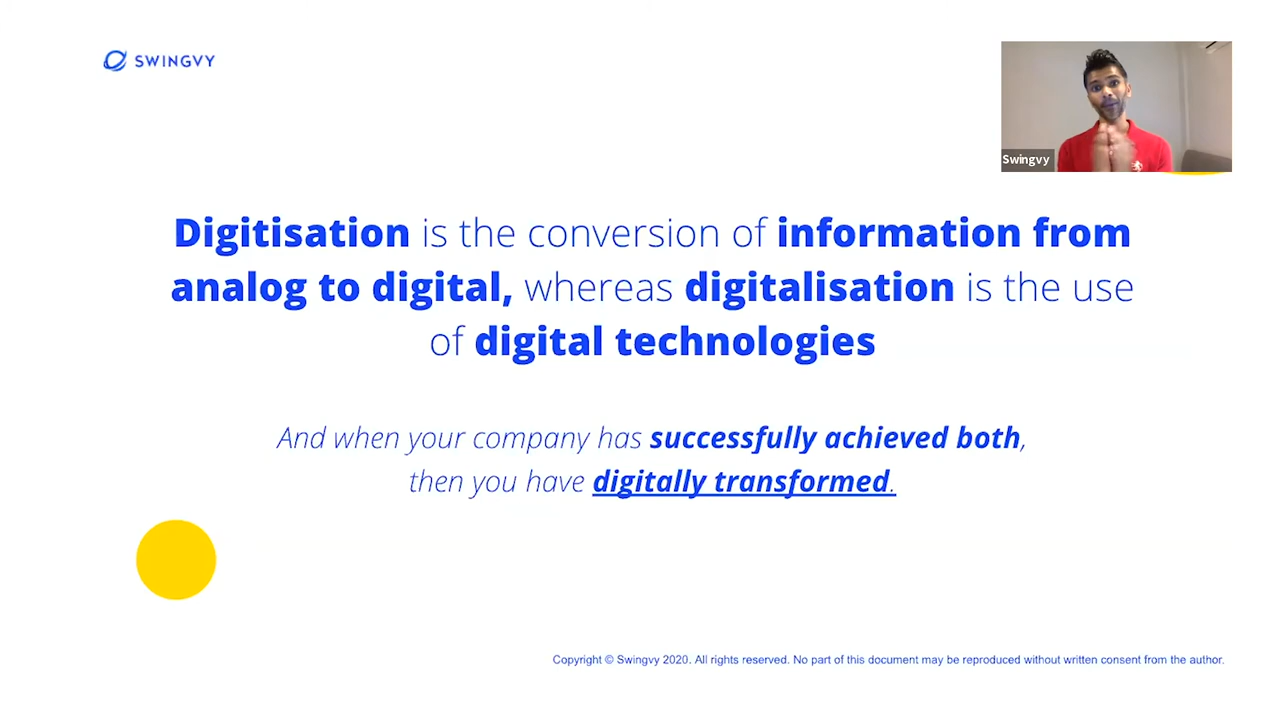 SWINGVY
Swingvy
Digitisation is the conversion of information from
analog to digital, whereas digitalisation is the use
of digital technologies
And when your company has successfully achieved both,
then you have digitally transformed.
Copyright © Swingvy 2020. All rights reserved. No part of this document may be reproduced without written consent from the author.